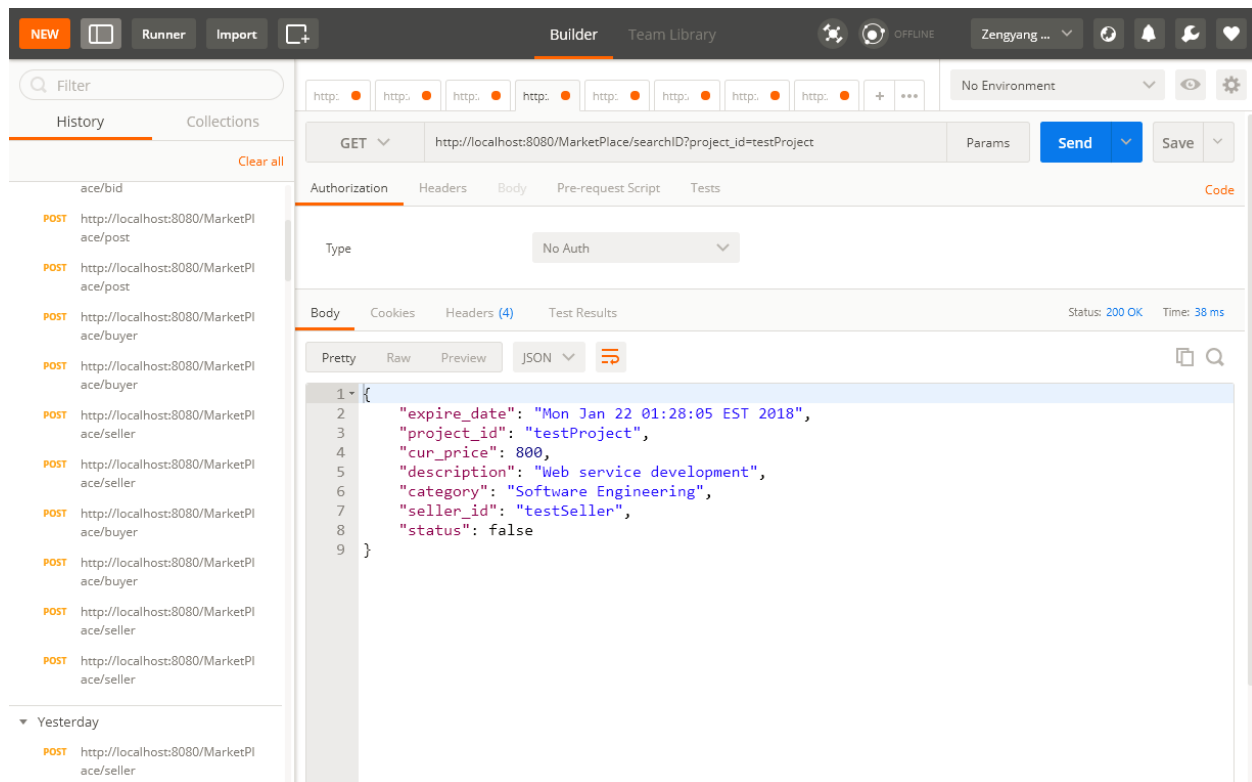 NEW Runner Import Builder Team Library OFFLINE Zengyang ...
Filter
History Collections
Clear all
ace/bid
POST http://localhost:8080/MarketPl
ace/post
POST http://localhost:8080/MarketPl
ace/post
POST http://localhost:8080/MarketPl
ace/buyer
POST http://localhost:8080/MarketPl
ace/buyer
POST http://localhost:8080/MarketPl
ace/seller
POST http://localhost:8080/MarketPl
ace/seller
POST http://localhost:8080/MarketPl
ace/buyer
POST http://localhost:8080/MarketPl
ace/buyer
POST http://localhost:8080/MarketPl
ace/seller
POST http://localhost:8080/MarketPl
ace/seller
Yesterday
POST http://localhost:8080/MarketPl
ace/seller
http: http: http: http: http: http: http: http: + ••• No Environment
GET http://localhost:8080/MarketPlace/searchID?project_id=testProject Params Send Save
Authorization Headers Body Pre-request Script Tests Code
Type No Auth
Body Cookies Headers (4) Test Results Status: 200 OK Time: 38 ms
Pretty Raw Preview JSON
1 {
2 "expire_date": "Mon Jan 22 01:28:05 EST 2018",
3 "project_id": "testProject",
4 "cur_price": 800,
5 "description": "Web service development",
6 "category": "Software Engineering",
7 "seller_id": "testSeller",
8 "status": false
9 }